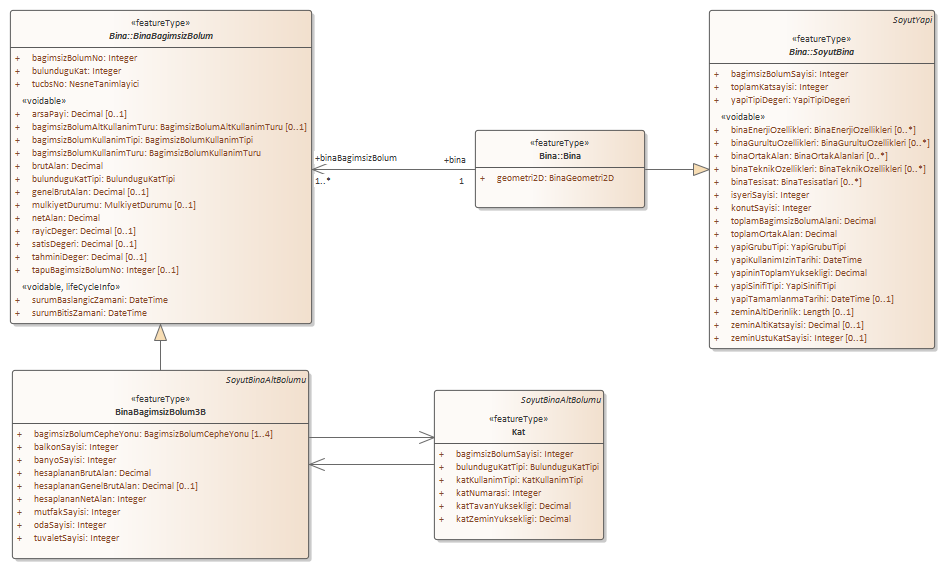 «featureType»
Bina::BinaBagimsizBolum
+ bagimsizBolumNo: Integer
+ bulunduguKat: Integer
+ tucbsNo: NesneTanimlayici
«voidable»
+ arsaPayi: Decimal [0..1]
+ bagimsizBolumAltKullanimTuru: BagimsizBolumAltKullanimTuru [0..1]
+ bagimsizBolumKullanimTipi: BagimsizBolumKullanimTipi
+ bagimsizBolumKullanimTuru: BagimsizBolumKullanimTuru
+ brutAlan: Decimal
+ bulunduguKatTipi: BulunduguKatTipi
+ genelBrutAlan: Decimal [0..1]
+ mulkiyetDurumu: MulkiyetDurumu [0..1]
+ netAlan: Decimal
+ rayicDeger: Decimal [0..1]
+ satisDegeri: Decimal [0..1]
+ tahminiDeger: Decimal [0..1]
+ tapuBagimsizBolumNo: Integer [0..1]
«voidable, lifeCycleInfo»
+ surumBaslangicZamani: DateTime
+ surumBitisZamani: DateTime
+binaBagimsizBolum
1..*
+bina
1
«featureType»
Bina::Bina
+ geometri2D: BinaGeometri2D
SoyutYapi
«featureType»
Bina::SoyutBina
+ bagimsizBolumSayisi: Integer
+ toplamKatsayisi: Integer
+ yapiTipiDegeri: YapiTipiDegeri
«voidable»
+ binaEnerjiOzellikleri: BinaEnerjiOzellikleri [0..*]
+ binaGurultuOzellikleri: BinaGurultuOzellikleri [0..*]
+ binaOrtakAlan: BinaOrtakAlanlari [0..*]
+ binaTeknikOzellikleri: BinaTeknikOzellikleri [0..*]
+ binaTesisat: BinaTesisatlari [0..*]
+ isyeriSayisi: Integer
+ konutSayisi: Integer
+ toplamBagimsizBolumAlani: Decimal
+ toplamOrtakAlan: Decimal
+ yapiGrubuTipi: YapiGrubuTipi
+ yapiKullanimIzinTarihi: DateTime
+ yapininToplamYuksekligi: Decimal
+ yapiSinifiTipi: YapiSinifiTipi
+ yapiTamamlanmaTarihi: DateTime [0..1]
+ zeminAltiDerinlik: Length [0..1]
+ zeminAltiKatsayisi: Decimal [0..1]
+ zeminUstuKatSayisi: Integer [0..1]
SoyutBinaAltBolumu
«featureType»
BinaBagimsizBolum3B
+ bagimsizBolumCepheYonu: BagimsizBolumCepheYonu [1..4]
+ balkonSayisi: Integer
+ banyoSayisi: Integer
+ hesaplananBrutAlan: Decimal
+ hesaplananGenelBrutAlan: Decimal [0..1]
+ hesaplananNetAlan: Integer
+ mutfakSayisi: Integer
+ odaSayisi: Integer
+ tuvaletSayisi: Integer
SoyutBinaAltBolumu
«featureType»
Kat
+ bagimsizBolumSayisi: Integer
+ bulunduguKatTipi: BulunduguKatTipi
+ katKullanimTipi: KatKullanimTipi
+ katNumarasi: Integer
+ katTavanYuksekligi: Decimal
+ katZeminYuksekligi: Decimal